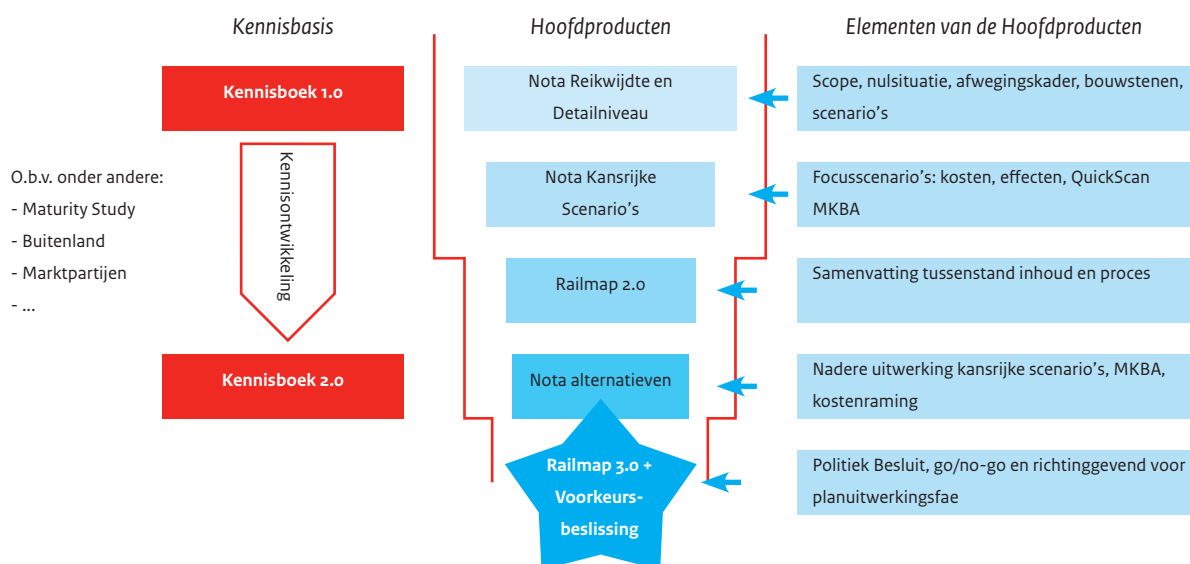 Kennisbasis
Hoofdproducten
Elementen van de Hoofdproducten
Kennisboek 1.0
Nota Reikwijdte en
Detailniveau
Scope, nulsituatie, afwegingskader, bouwstenen,
scenario's
O.b.v. onder andere:
- Maturity Study
- Buitenland
- Marktpartijen
- ...
Kennisontwikkeling
Nota Kansrijke
Scenario's
Focusscenario's: kosten, effecten, QuickScan
MKBA
Railmap 2.0
Samenvatting tussenstand inhoud en proces
Kennisboek 2.0
Nota alternatieven
Nadere uitwerking kansrijke scenario's, MKBA,
kostenraming
Railmap 3.0 +
Voorkeurs-
beslissing
Politiek Besluit, go/no-go en richtinggevend voor
planuitwerkingsfae